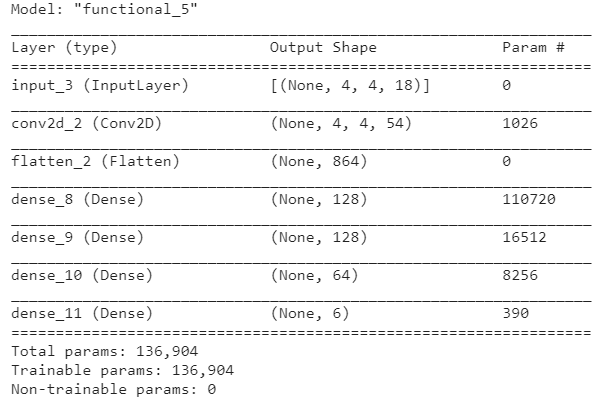 Model: "functional_5"
_________________________________________________________________
Layer (type)                 Output Shape              Param #
=================================================================
input_3 (InputLayer)         [(None, 4, 4, 18)]        0
_________________________________________________________________
conv2d_2 (Conv2D)            (None, 4, 4, 54)          1026
_________________________________________________________________
flatten_2 (Flatten)          (None, 864)               0
_________________________________________________________________
dense_8 (Dense)              (None, 128)               110720
_________________________________________________________________
dense_9 (Dense)              (None, 128)               16512
_________________________________________________________________
dense_10 (Dense)             (None, 64)                8256
_________________________________________________________________
dense_11 (Dense)             (None, 6)                 390
=================================================================
Total params: 136,904
Trainable params: 136,904
Non-trainable params: 0